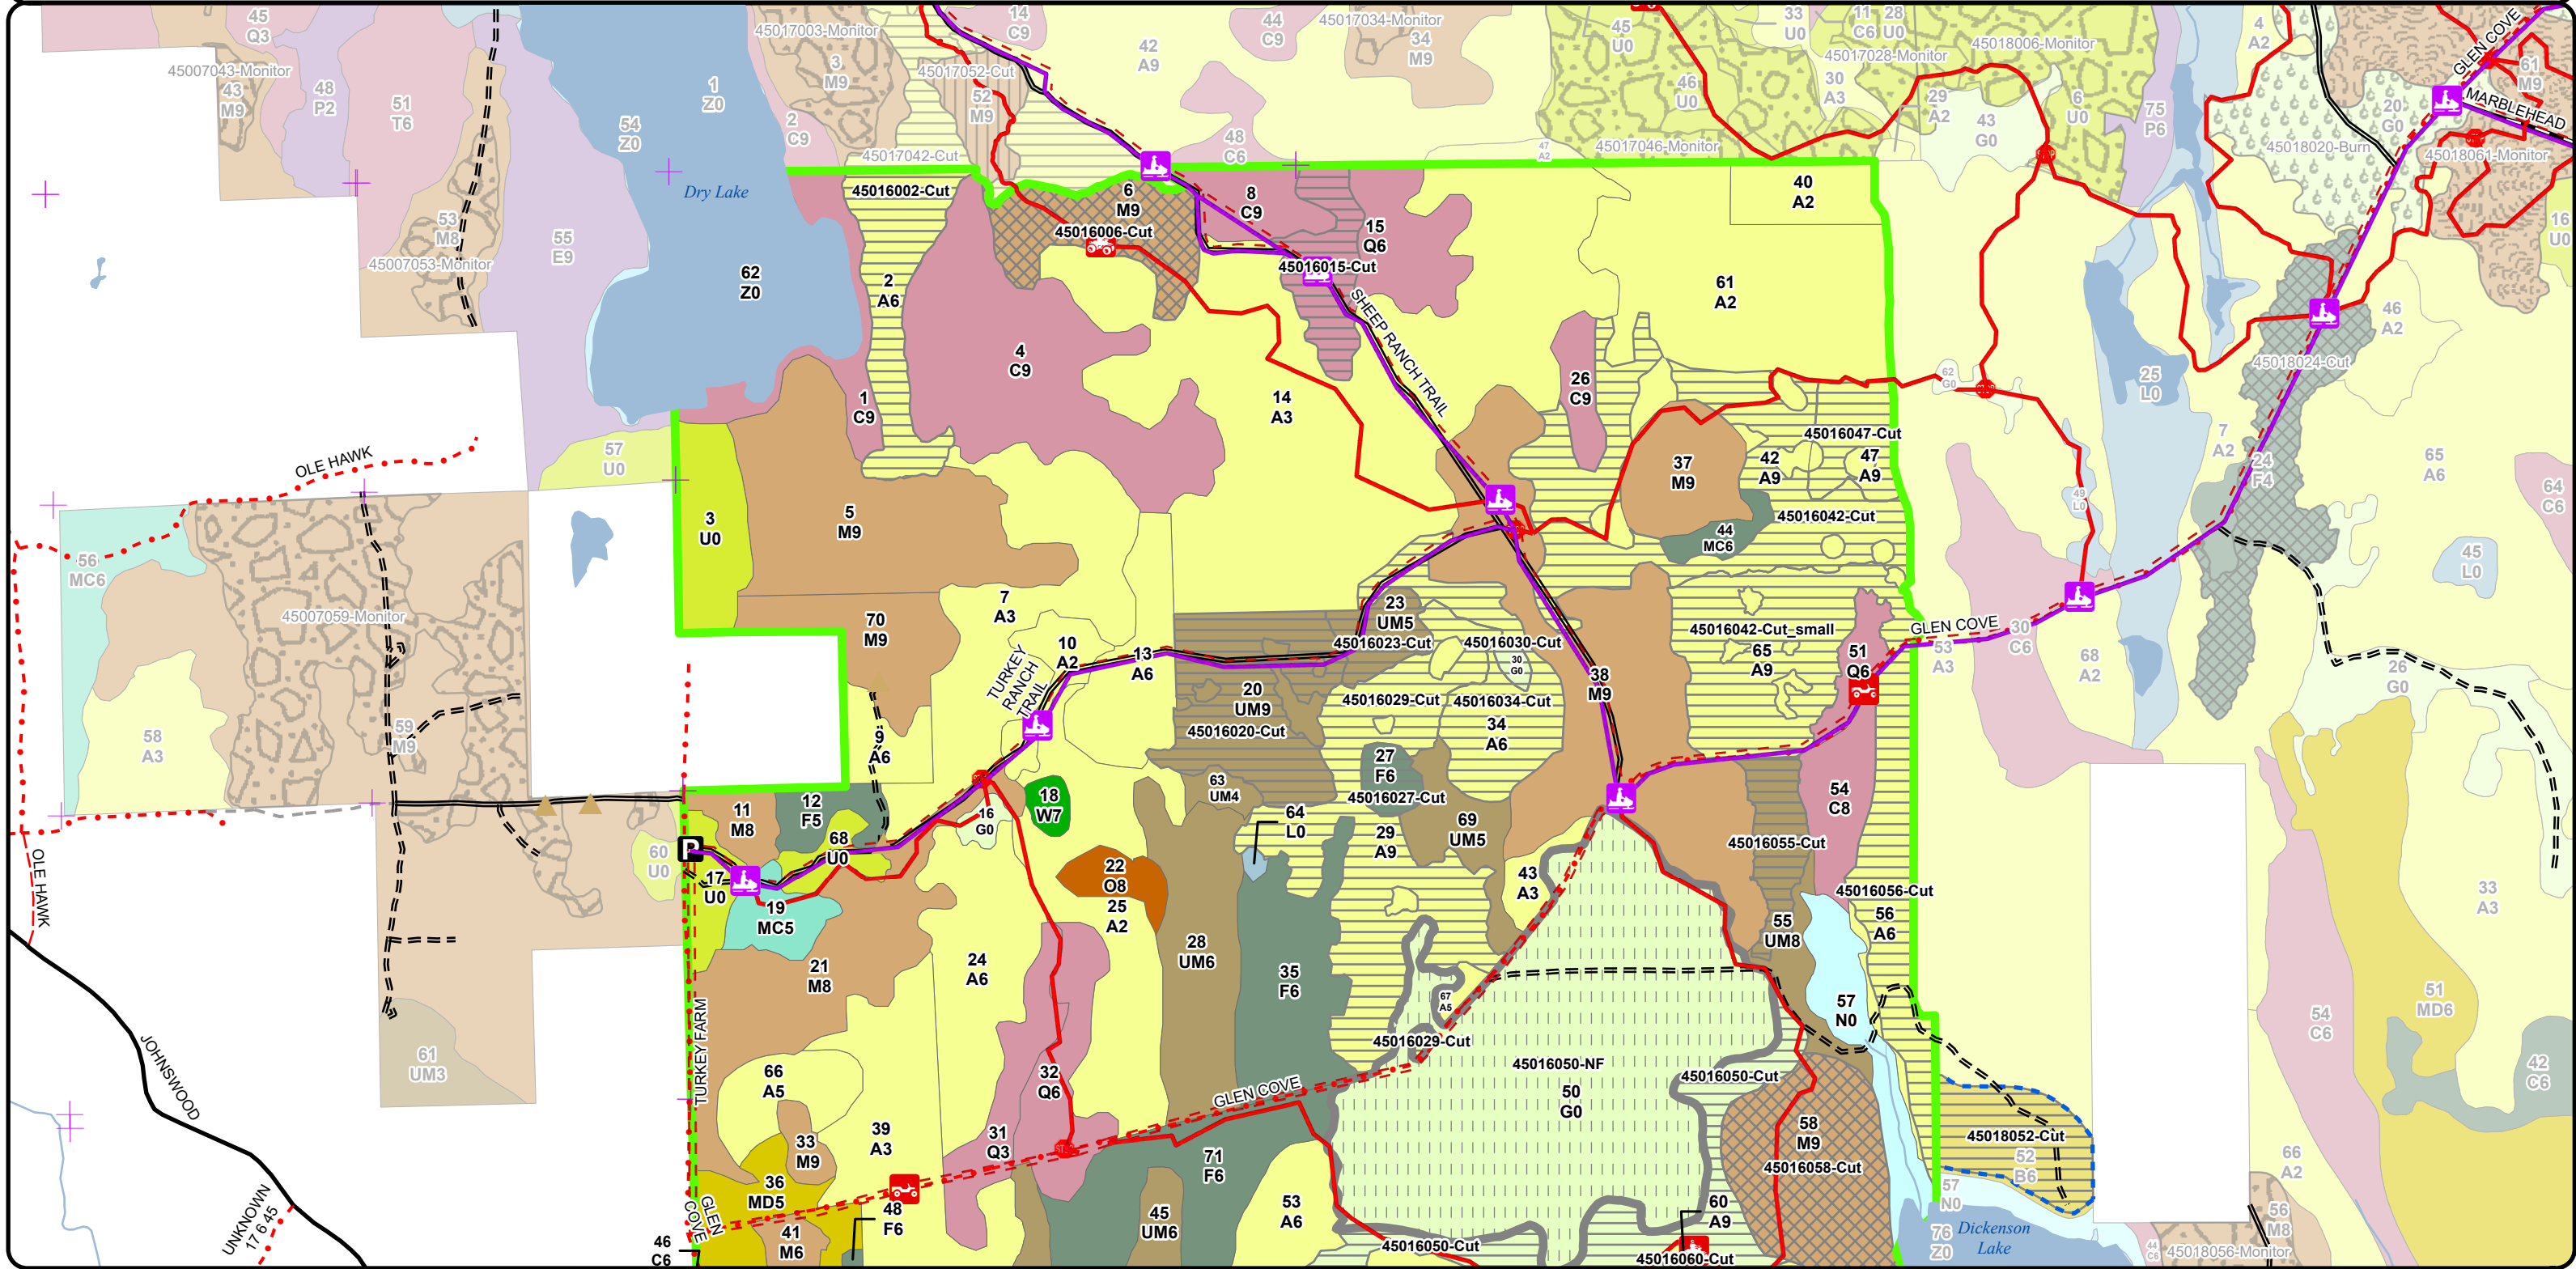 45
Q3
45007043-Monitor
43
M9
48
P2
51
T6
54
Z0
1
Z0
53
M8
45007053-Monitor
55
E9
57
U0
Dry Lake
62
Z0
45017003-Monitor
3
M9
2
C9
45017052-Cut
52
M9
45017042-Cut
14
C9
42
A9
44
C9
48
C6
45017034-Monitor
34
M9
45
U0
46
U0
47
A2
45017046-Monitor
33
U0
11
C6
28
U0
45017028-Monitor
30
A3
29
A2
45018006-Monitor
43
G0
6
U0
75
P6
4
A2
20
G0
45018020-Burn
GLEN COVE
61
M9
MARBLEHEAD
45018061-Monitor
16
U0
46
A2
45018024-Cut
25
L0
7
A2
24
F4
65
A6
64
C6
45
L0
62
G0
49
L0
45016002-Cut
2
A6
6
M9
45016006-Cut
8
C9
15
Q6
45016015-Cut
SHEEP RANCH TRAIL
40
A2
61
A2
4
C9
1
C9
14
A3
26
C9
3
U0
5
M9
37
M9
42
A9
45016047-Cut
47
A9
45016042-Cut
44
MC6
70
M9
7
A3
10
A2
TURKEY
RANCH
TRAIL
13
A6
23
UM5
45016023-Cut
45016030-Cut
30
G0
45016042-Cut_small
65
A9
51
Q6
GLEN COVE
53
A3
30
C6
68
A2
26
G0
20
UM9
45016020-Cut
45016029-Cut
45016034-Cut
34
A6
38
M9
9
A6
27
F6
45016027-Cut
63
UM4
64
L0
29
A9
69
UM5
43
A3
54
C8
45016055-Cut
45016056-Cut
56
A6
55
UM8
57
N0
OLE HAWK
56
MC6
45007059-Monitor
58
A3
59
M9
60
U0
61
UM3
OLE HAWK
JOHNSWOOD
UNKNOWN
17 6 45
P
11
M8
12
F5
68
U0
17
U0
19
MC5
16
G0
18
W7
22
O8
25
A2
21
M8
24
A6
28
UM6
35
F6
67
A5
45016029-Cut
45016050-NF
50
G0
45016050-Cut
58
M9
45016058-Cut
60
A9
45016060-Cut
45016050-Cut
TURKEY FARM
66
A5
33
M9
39
A3
32
Q6
31
Q3
GLEN COVE
36
MD5
41
M6
48
F6
46
C6
GLEN
COVE
71
F6
45
UM6
53
A6
45018052-Cut
52
B6
57
N0
76
Z0
Dickenson
Lake
33
A3
51
MD6
54
C6
42
C6
66
A2
56
M8
44
C6
45018056-Monitor